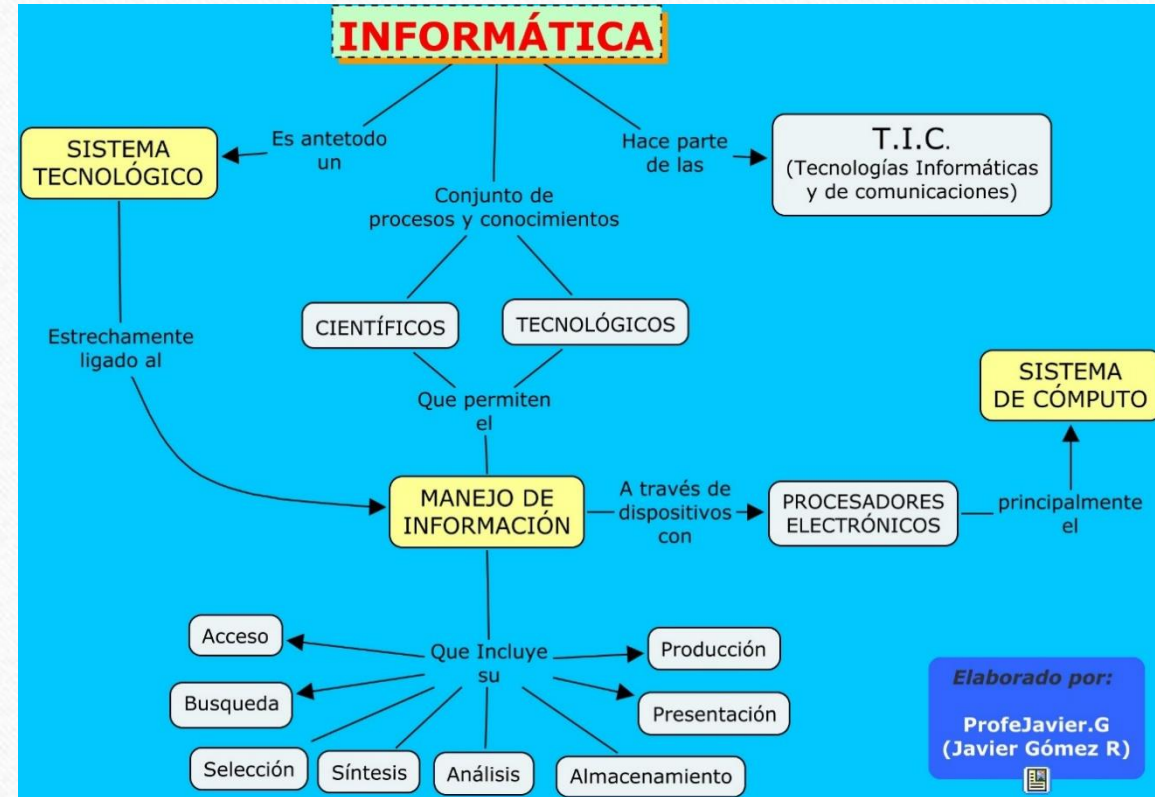 INFORMÁTICA
Es antetodo
un
SISTEMA
TECNOLÓGICO
Hace parte
de las
T.I.C.
(Tecnologías Informáticas
y de comunicaciones)
Conjunto de
procesos y conocimientos
CIENTÍFICOS
TECNOLÓGICOS
Estrechamente
ligado al
Que permiten
el
MANEJO DE
INFORMACIÓN
A través de
dispositivos
con
PROCESADORES
ELECTRÓNICOS
principalmente
el
SISTEMA
DE CÓMPUTO
Que Incluye
su
Acceso
Busqueda
Selección
Síntesis
Análisis
Almacenamiento
Presentación
Producción
Elaborado por:
ProfeJavier.G
(Javier Gómez R)